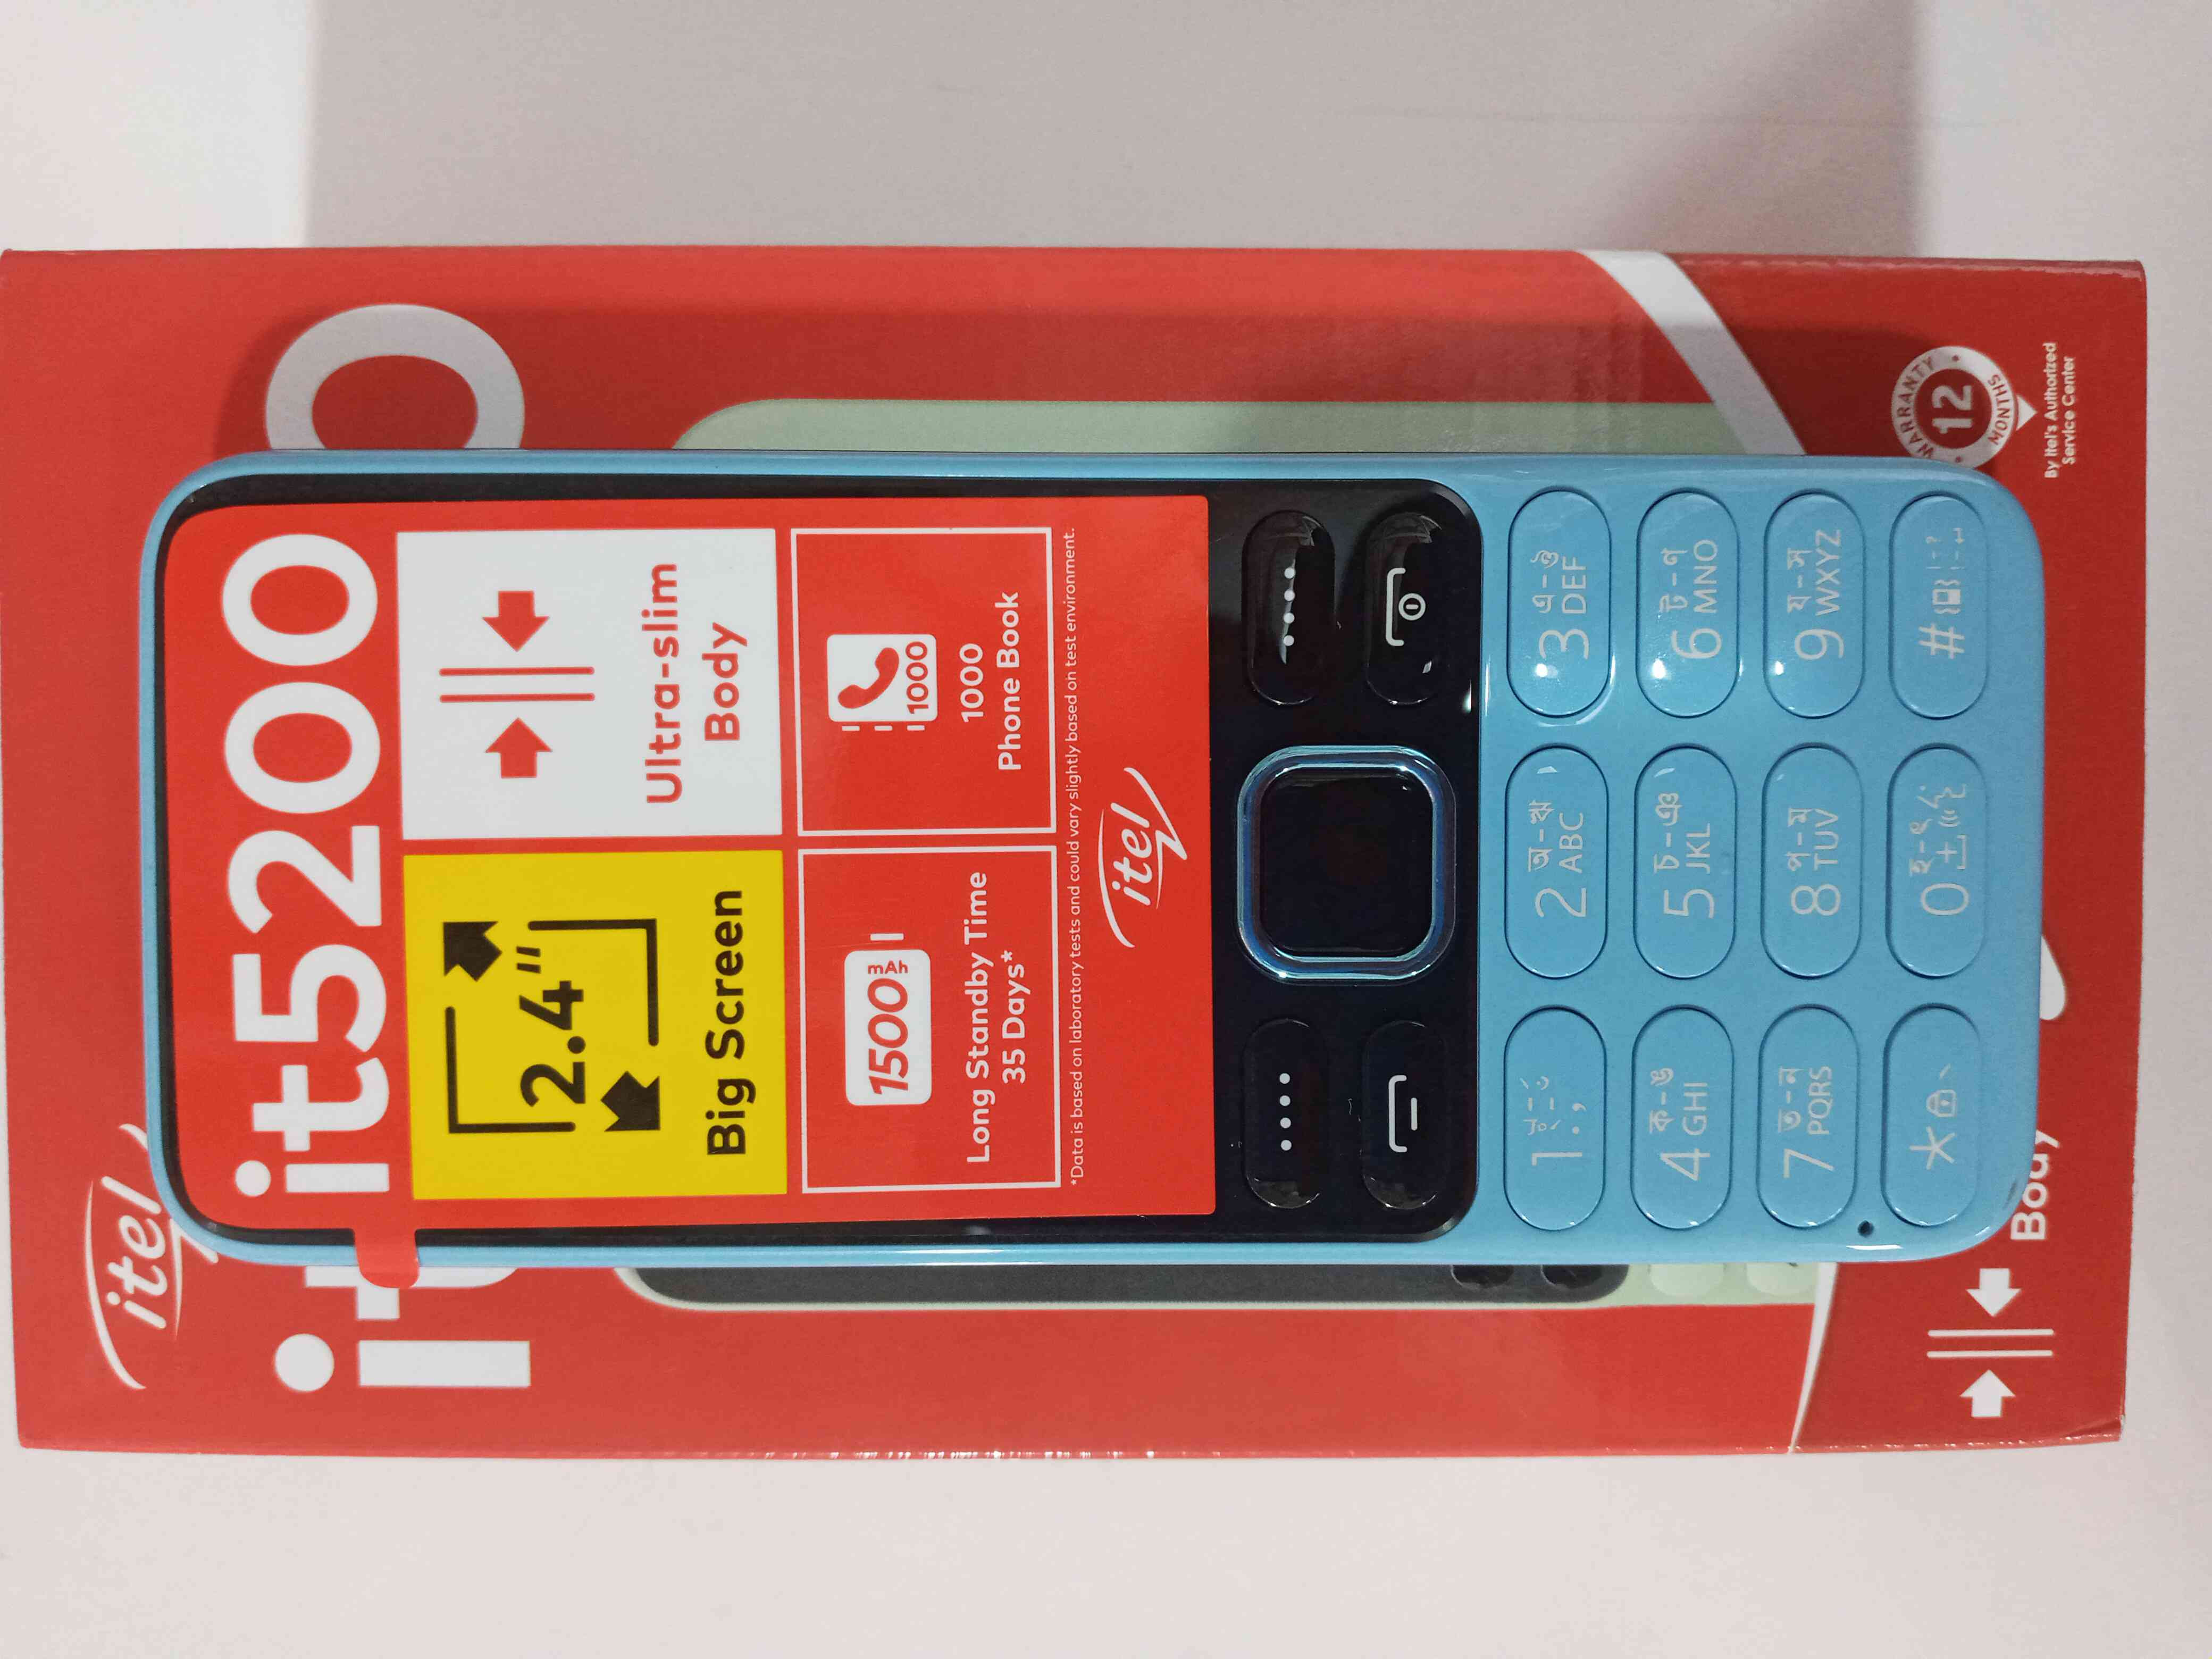 itel
it
O
WARRANTY
12
MONTHS
By itel's Authorized
Service Center
Body
it5200
2.4"
Big Screen
Ultra-slim
Body
1500 mAh
Long Standby Time
35 Days*
1000
1000
Phone Book
*Data is based on laboratory tests and could vary slightly based on test environment.
itel
1
2 অ-ঝ ABC
3 এ-ঔ DEF
4 ক-ঙ GHI
5 চ-ঞ JKL
6 ট-ণ MNO
7 ত-ন PQRS
8 প-ম TUV
9 য-স WXYZ
*
0 +
#